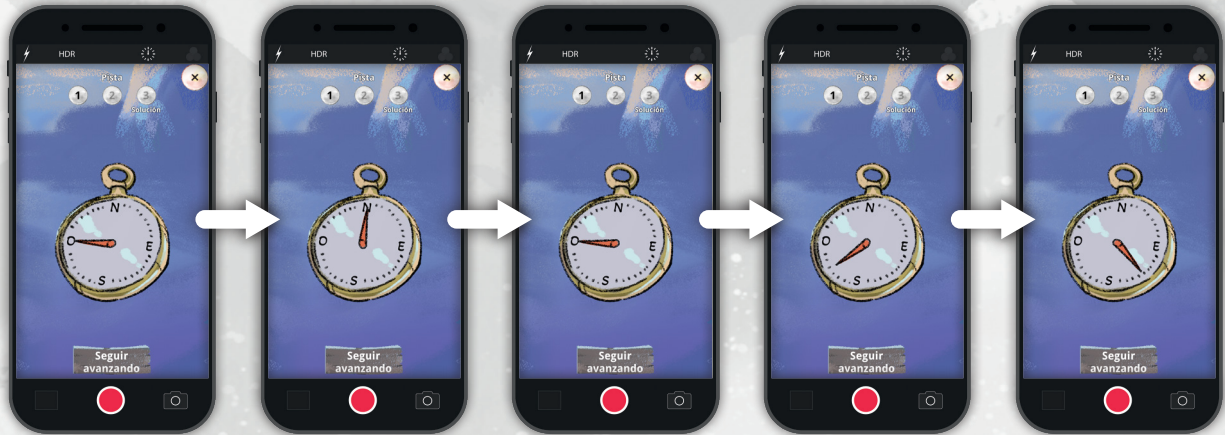 HDR
Pista
1 2 3
Solución
N
O
E
S
Seguir
avanzando
HDR
Pista
1 2 3
Solución
N
O
E
S
Seguir
avanzando
HDR
Pista
1 2 3
Solución
N
O
E
S
Seguir
avanzando
HDR
Pista
1 2 3
Solución
N
O
E
S
Seguir
avanzando
HDR
Pista
1 2 3
Solución
N
O
E
S
Seguir
avanzando